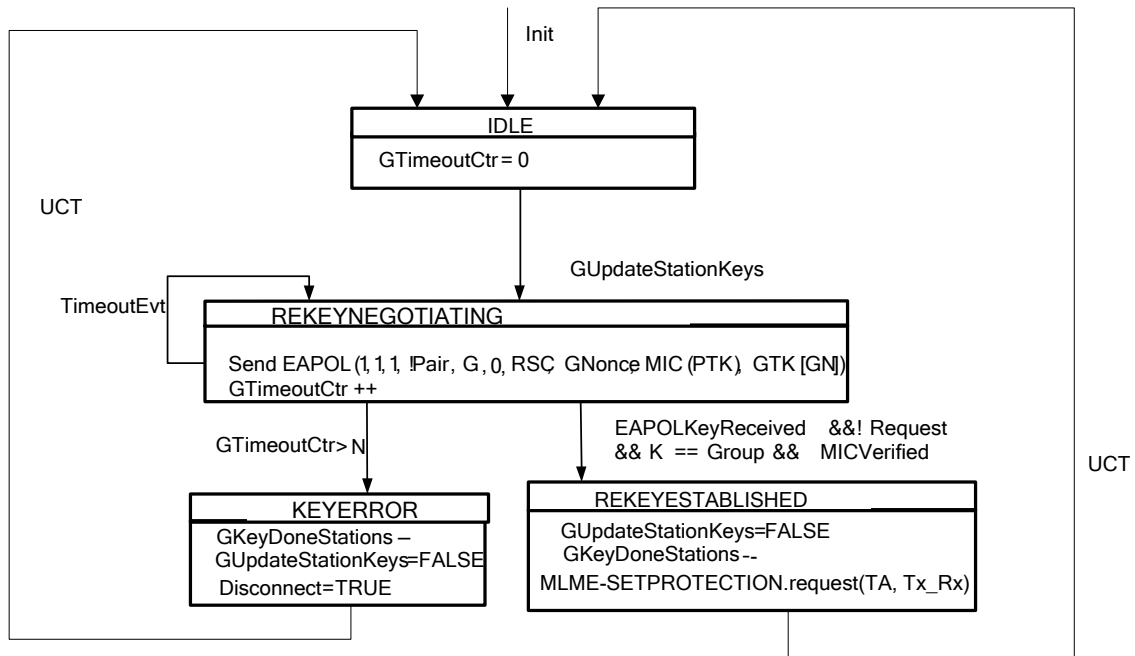 Init
IDLE
GTimeoutCtr = 0
UCT
GUpdateStationKeys
TimeoutEvt
REKEYNEGOTIATING
Send EAPOL (1, 1, 1, !Pair, G, 0, RSC, GNonce, MIC (PTK), GTK [GN])
GTimeoutCtr ++
EAPOLKeyReceived &&! Request
&& K == Group && MICVerified
GTimeoutCtr> N
UCT
KEYERROR
GKeyDoneStations –
GUpdateStationKeys=FALSE
Disconnect=TRUE
REKEYESTABLISHED
GUpdateStationKeys=FALSE
GKeyDoneStations --
MLME-SETPROTECTION.request(TA, Tx_Rx)